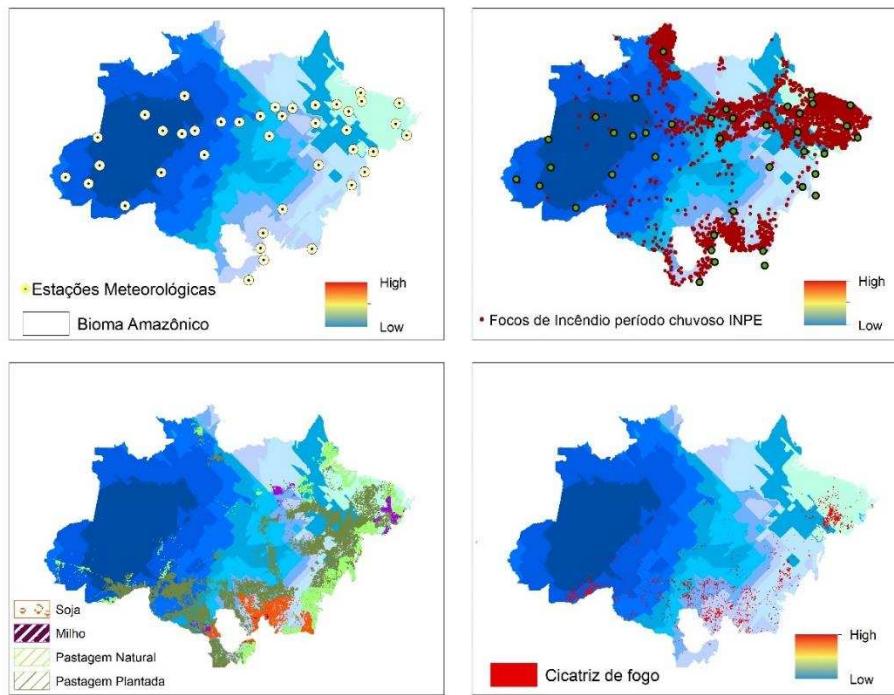 Estações Meteorológicas
Bioma Amazônico
High
Low
Focos de Incêndio período chuvoso INPE
High
Low
Soja
Milho
Pastagem Natural
Pastagem Plantada
Cicatriz de fogo
High
Low